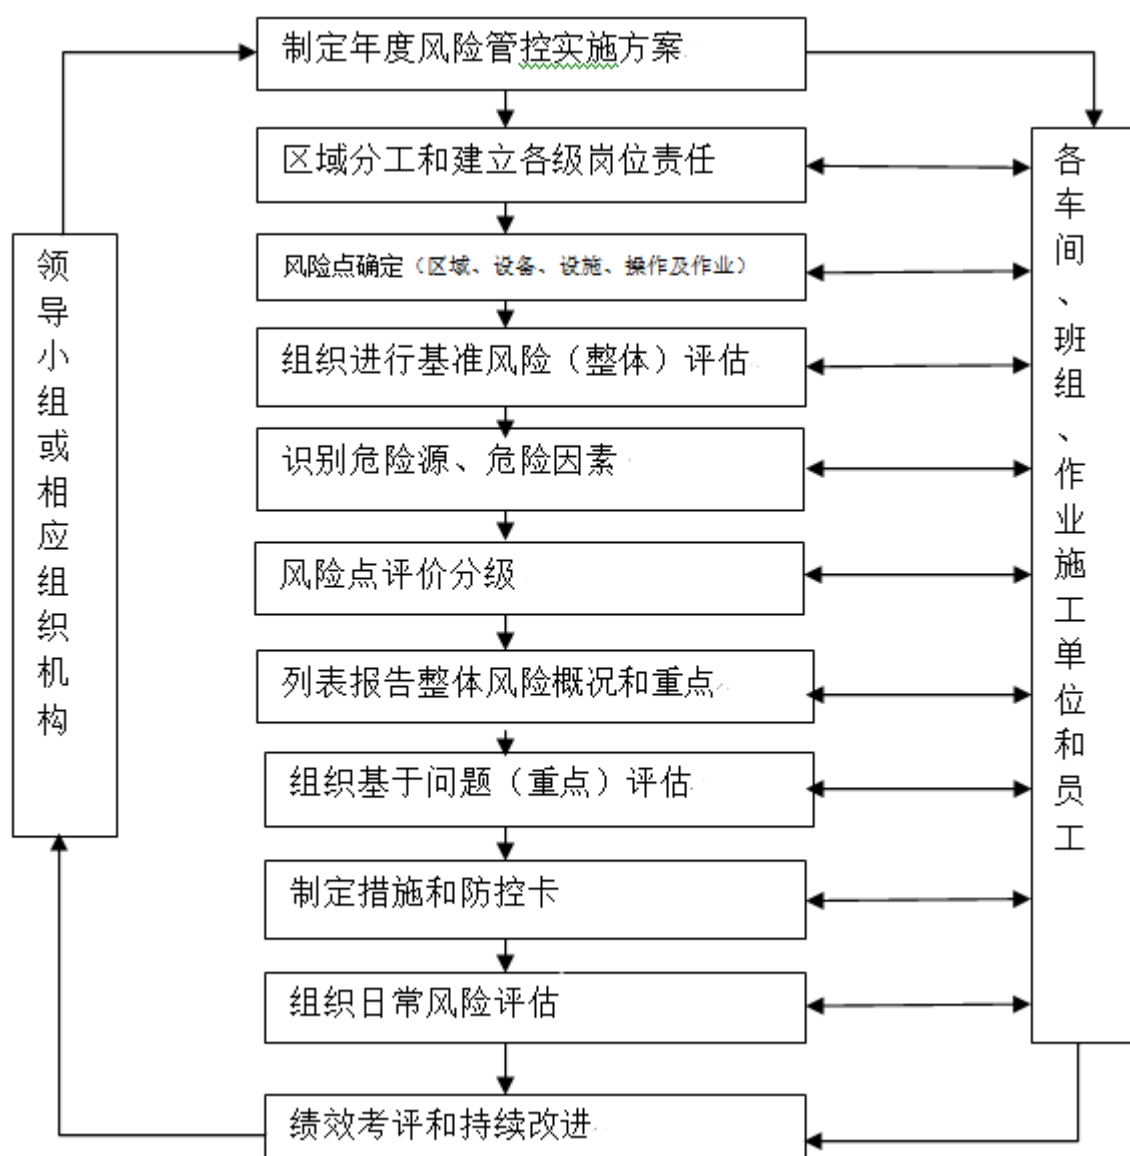 制定年度风险管控实施方案
区域分工和建立各级岗位责任
风险点确定（区域、设备、设施、操作及作业）
组织进行基准风险（整体）评估
识别危险源、危险因素
风险点评价分级
列表报告整体风险概况和重点
组织基于问题（重点）评估
制定措施和防控卡
组织日常风险评估
绩效考评和持续改进
领导小组或相应组织机构
各车间、班组、作业施工单位和员工